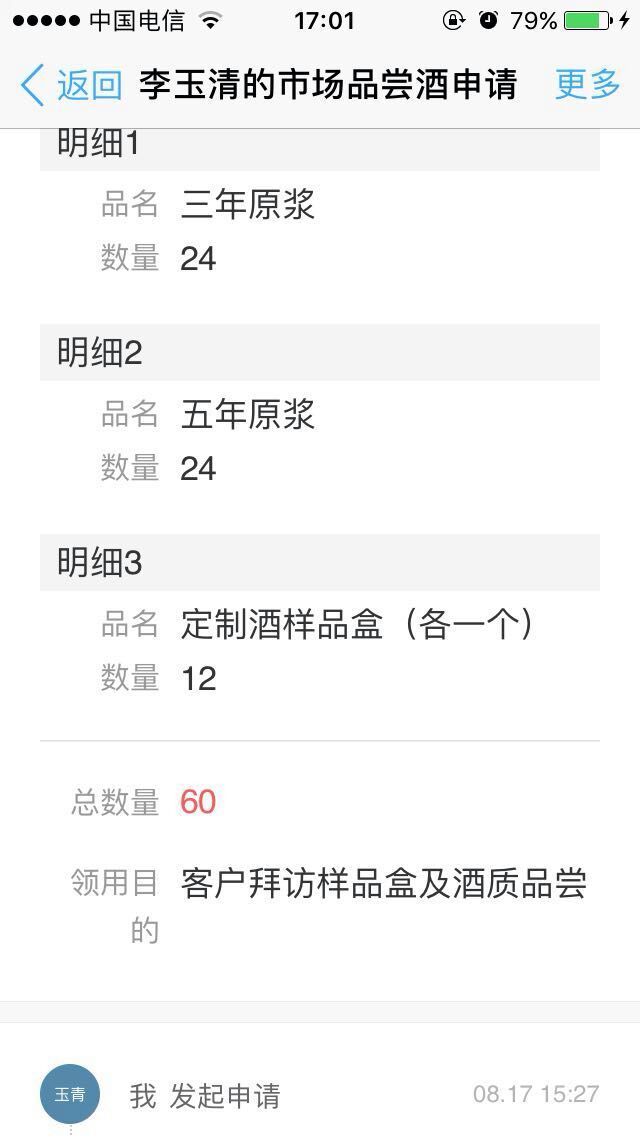 中国电信 17:01 79%
返回 李玉清的市场品尝酒申请 更多
明细1
品名 三年原浆
数量 24
明细2
品名 五年原浆
数量 24
明细3
品名 定制酒样品盒（各一个）
数量 12
总数量 60
领用目的 客户拜访样品盒及酒质品尝
玉青 我 发起申请 08.17 15:27